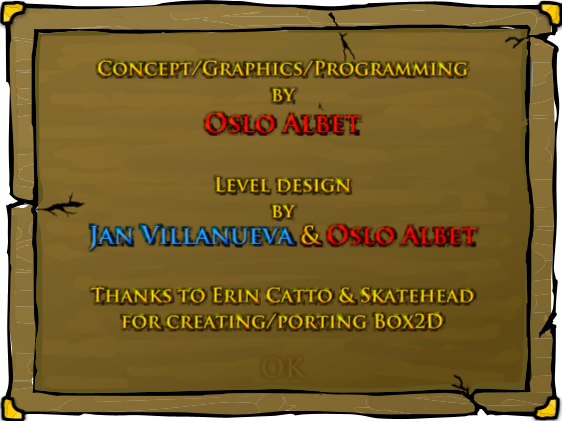 Concept/Graphics/Programming
by
Oslo Albet
Level design
by
Jan Villanueva & Oslo Albet
Thanks to Erin Catto & Skatehead
for creating/porting Box2D
OK